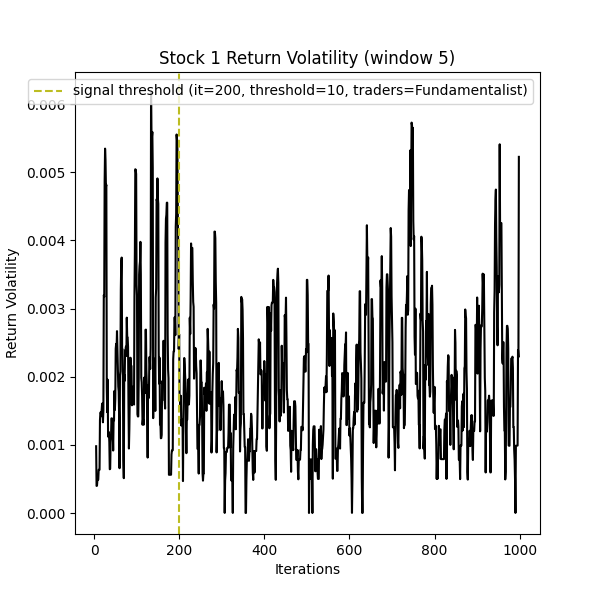 Stock 1 Return Volatility (window 5)
signal threshold (it=200, threshold=10, traders=Fundamentalist)
0.006
0.005
0.004
0.003
0.002
0.001
0.000
Return Volatility
0 200 400 600 800 1000
Iterations